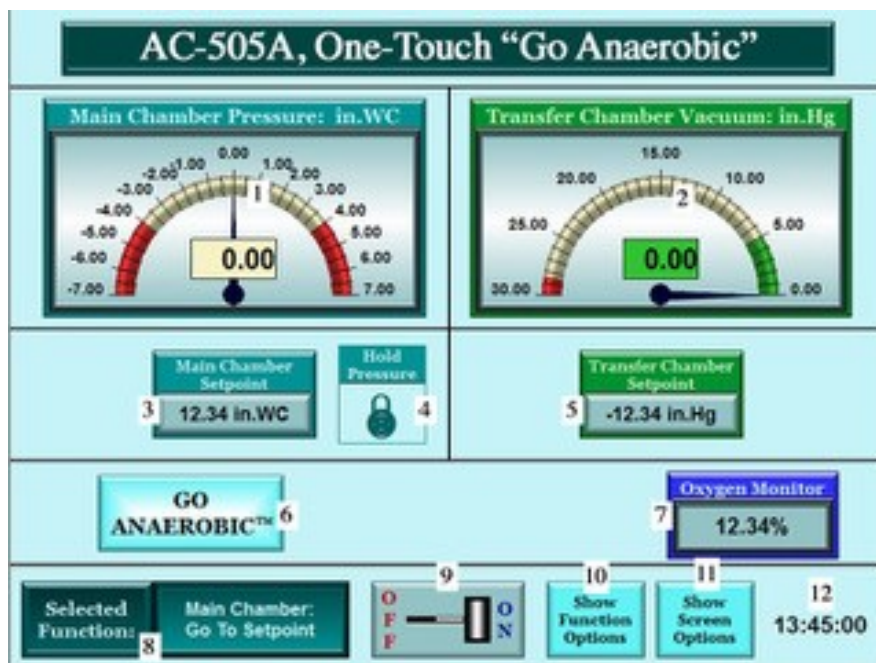 AC-505A, One-Touch “Go Anaerobic”
Main Chamber Pressure: in.WC
0.00
-1.00
1.00
-2.00
2.00
-3.00
3.00
-4.00
4.00
-5.00
5.00
-6.00
6.00
-7.00
7.00
1
0.00
Transfer Chamber Vacuum: in.Hg
15.00
20.00
10.00
25.00
5.00
30.00
0.00
2
0.00
3
Main Chamber
Setpoint
12.34 in.WC
Hold
Pressure
4
5
Transfer Chamber
Setpoint
-12.34 in.Hg
GO
ANAEROBIC™
6
7
Oxygen Monitor
12.34%
Selected
Function:
8
Main Chamber:
Go To Setpoint
9
OFF
ON
10
Show
Function
Options
11
Show
Screen
Options
12
13:45:00